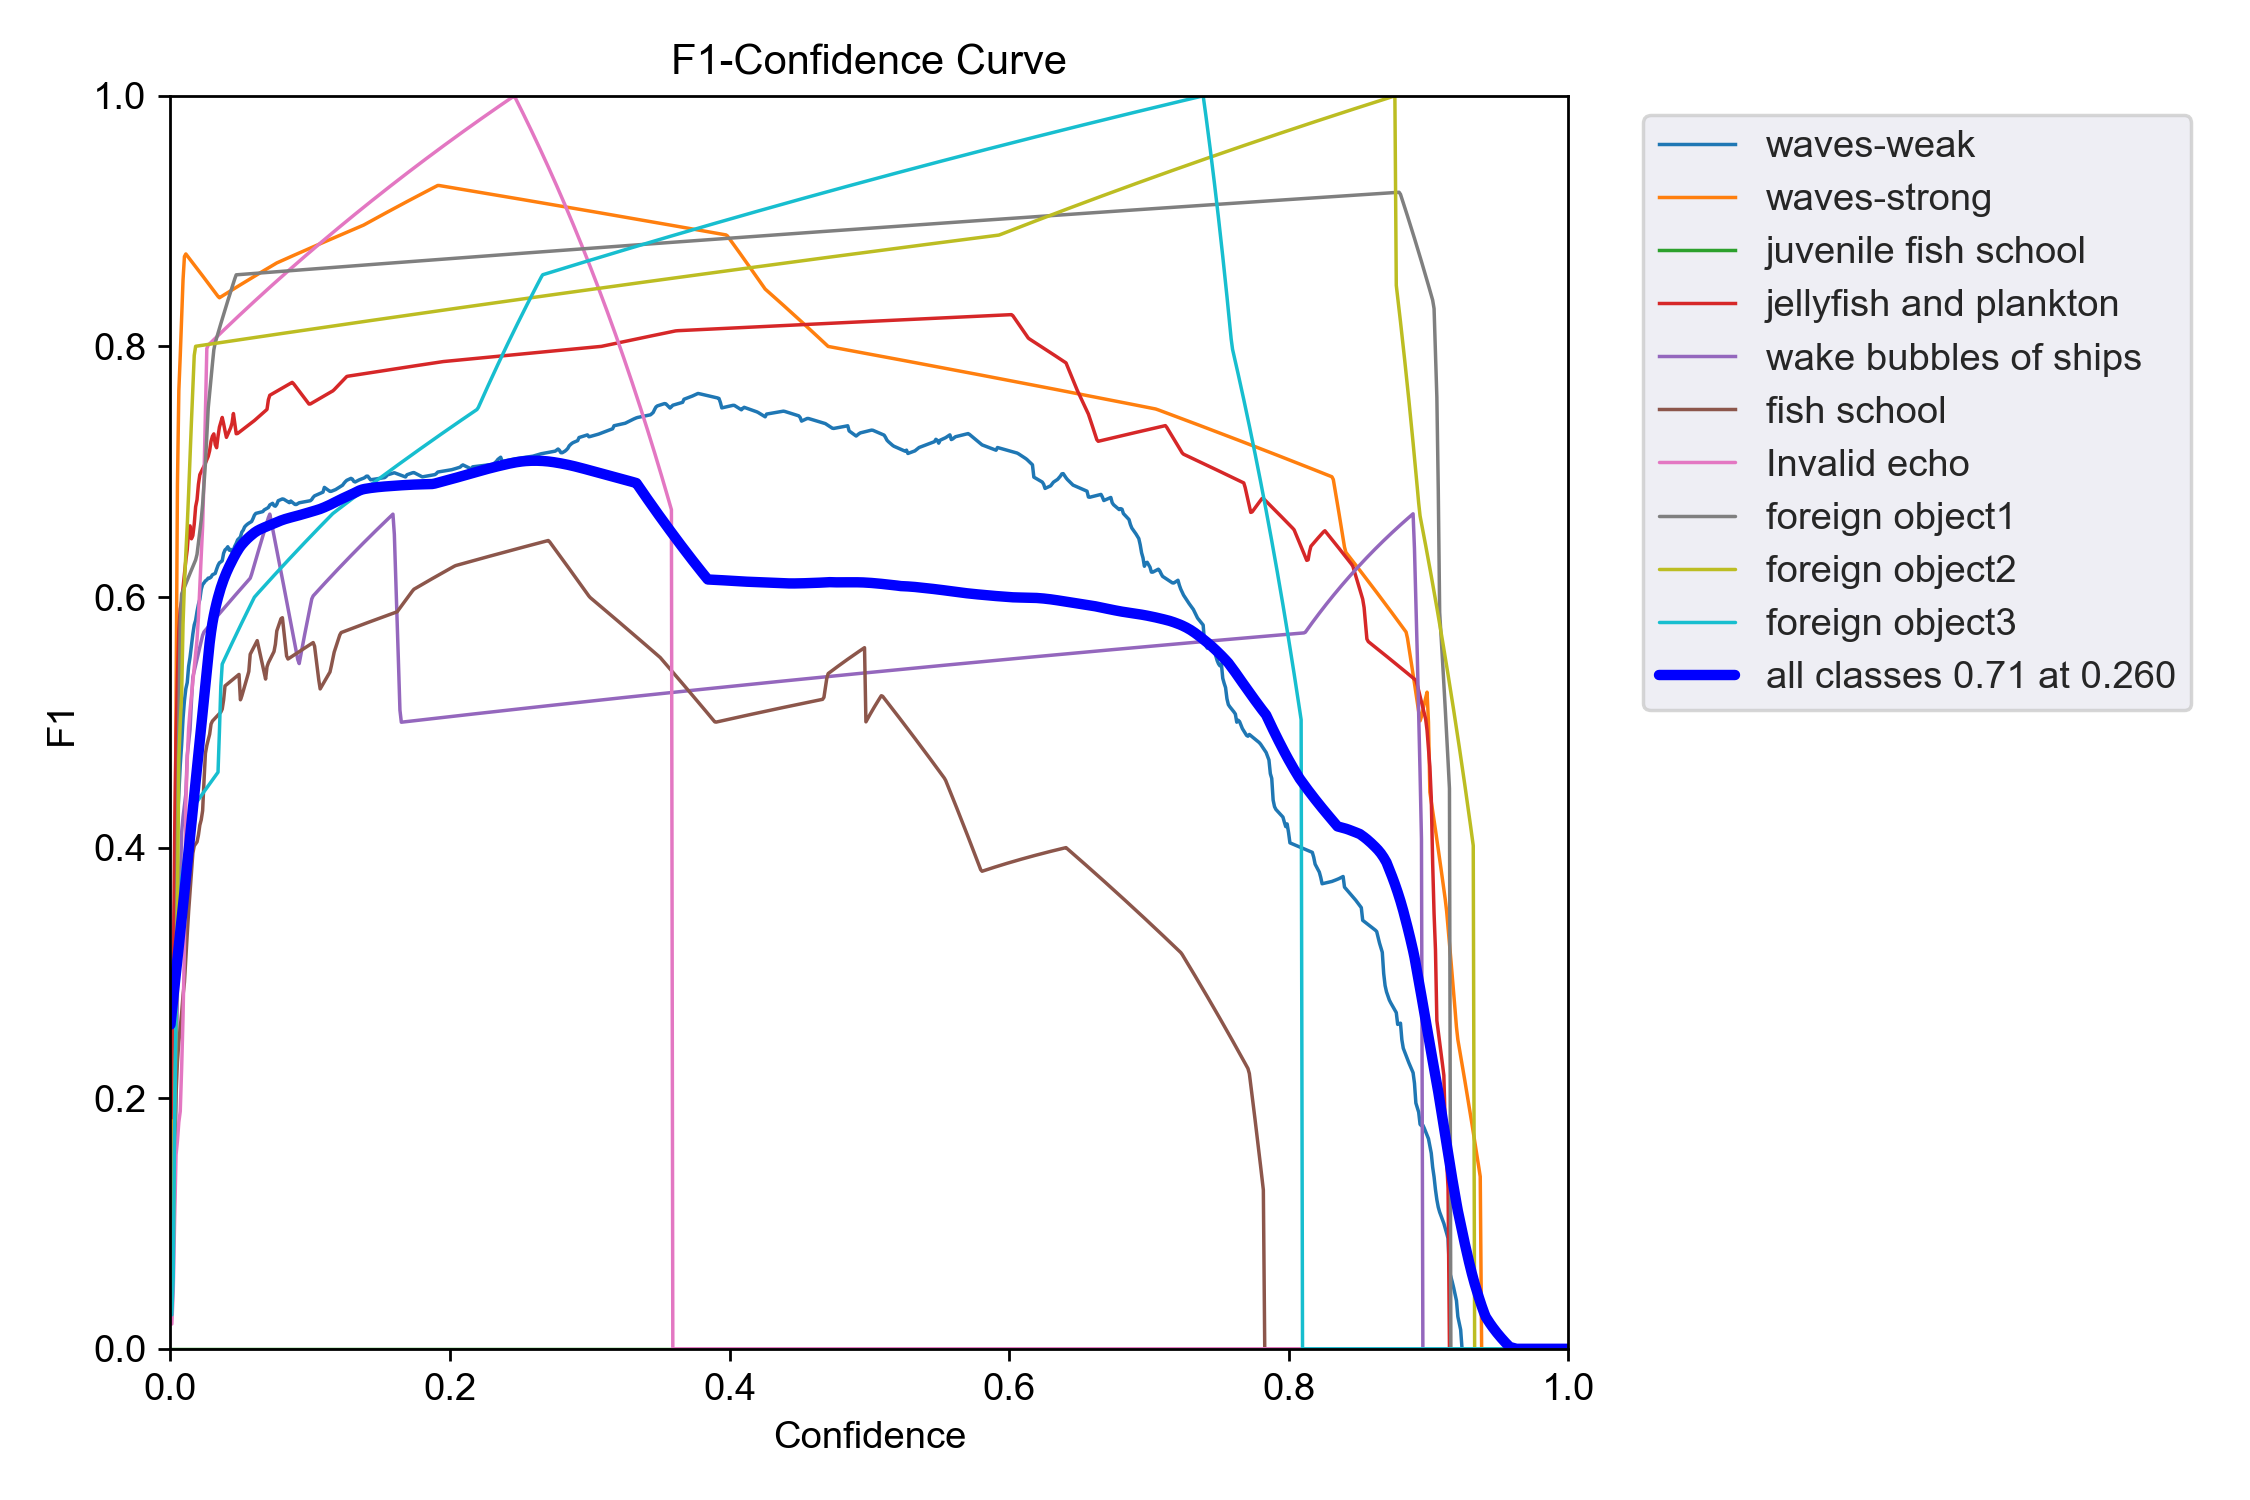 F1-Confidence Curve
1.0
0.8
0.6
0.4
0.2
0.0
F1
0.0 0.2 0.4 0.6 0.8 1.0
Confidence
waves-weak
waves-strong
juvenile fish school
jellyfish and plankton
wake bubbles of ships
fish school
Invalid echo
foreign object1
foreign object2
foreign object3
all classes 0.71 at 0.260